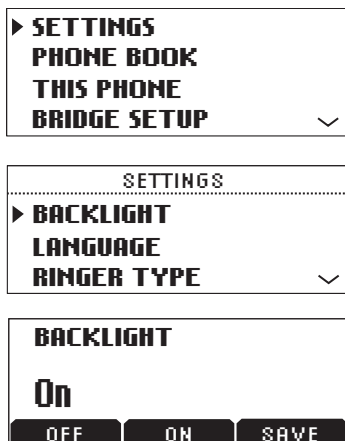 SETTINGS
PHONE BOOK
THIS PHONE
BRIDGE SETUP
SETTINGS
BACKLIGHT
LANGUAGE
RINGER TYPE
BACKLIGHT
On
OFF ON SAVE